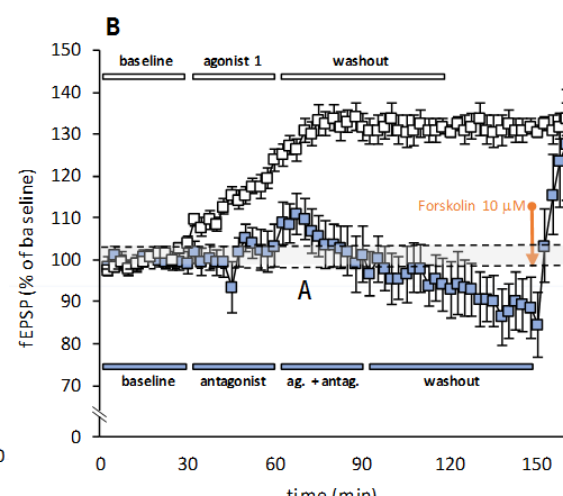 B
150
baseline agonist 1 washout
140
130
120
110
Forskolin 10 µM
100
A
90
80
baseline antagonist ag. + antag. washout
70
0
0 30 60 90 120 150
time (min)
fEPSP (% of baseline)
0